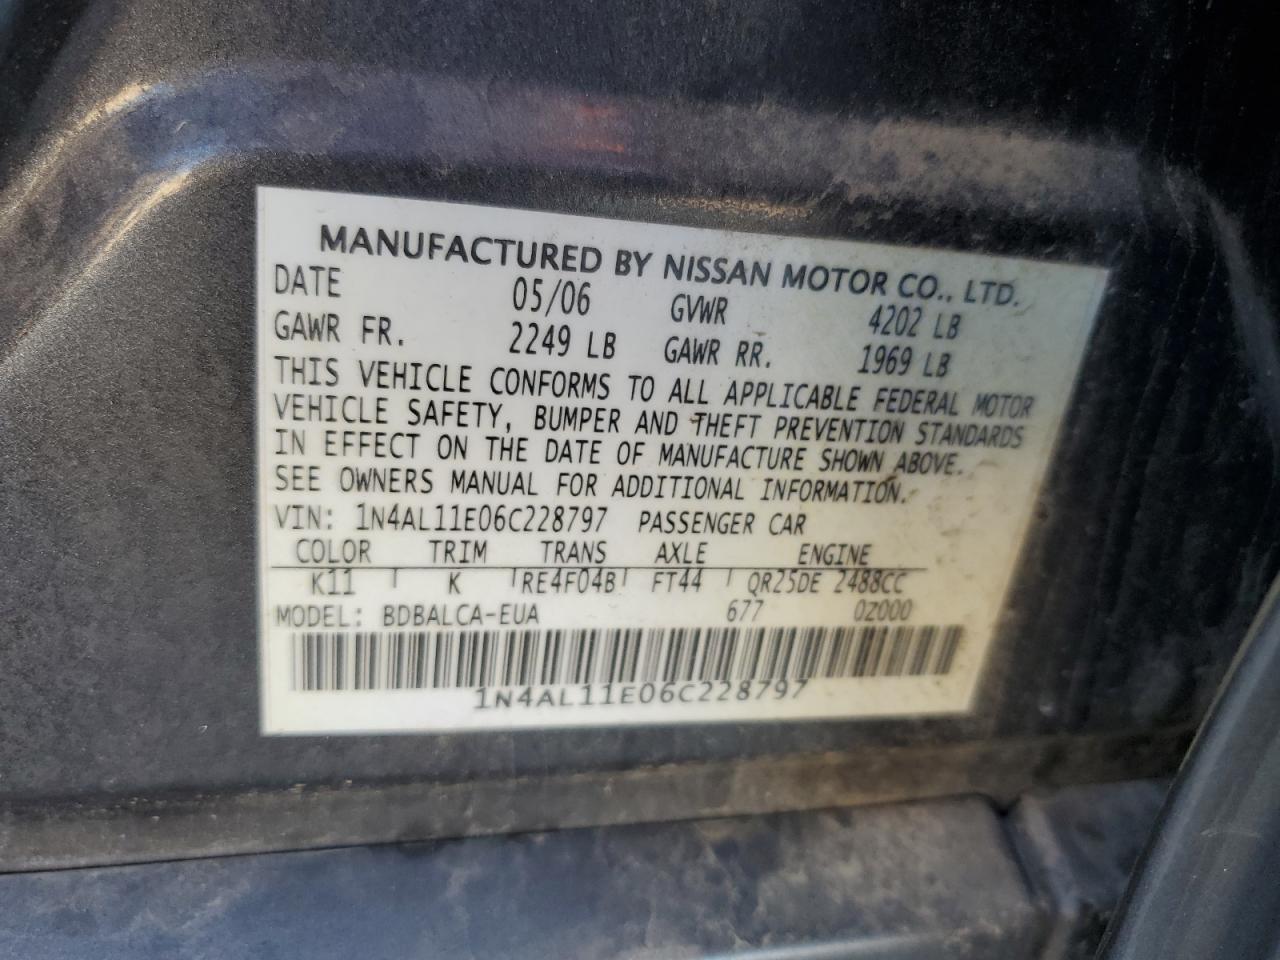 MANUFACTURED BY NISSAN MOTOR CO., LTD.
DATE 05/06 GVWR 4202 LB
GAWR FR. 2249 LB GAWR RR. 1969 LB
THIS VEHICLE CONFORMS TO ALL APPLICABLE FEDERAL MOTOR
VEHICLE SAFETY, BUMPER AND THEFT PREVENTION STANDARDS
IN EFFECT ON THE DATE OF MANUFACTURE SHOWN ABOVE.
SEE OWNERS MANUAL FOR ADDITIONAL INFORMATION.
VIN: 1N4AL11E06C228797 PASSENGER CAR
COLOR TRIM TRANS AXLE ENGINE
K11 K RE4F04B FT44 QR25DE 2488CC
MODEL: BDBALCA-EUA 677 0Z000
1N4AL11E06C228797